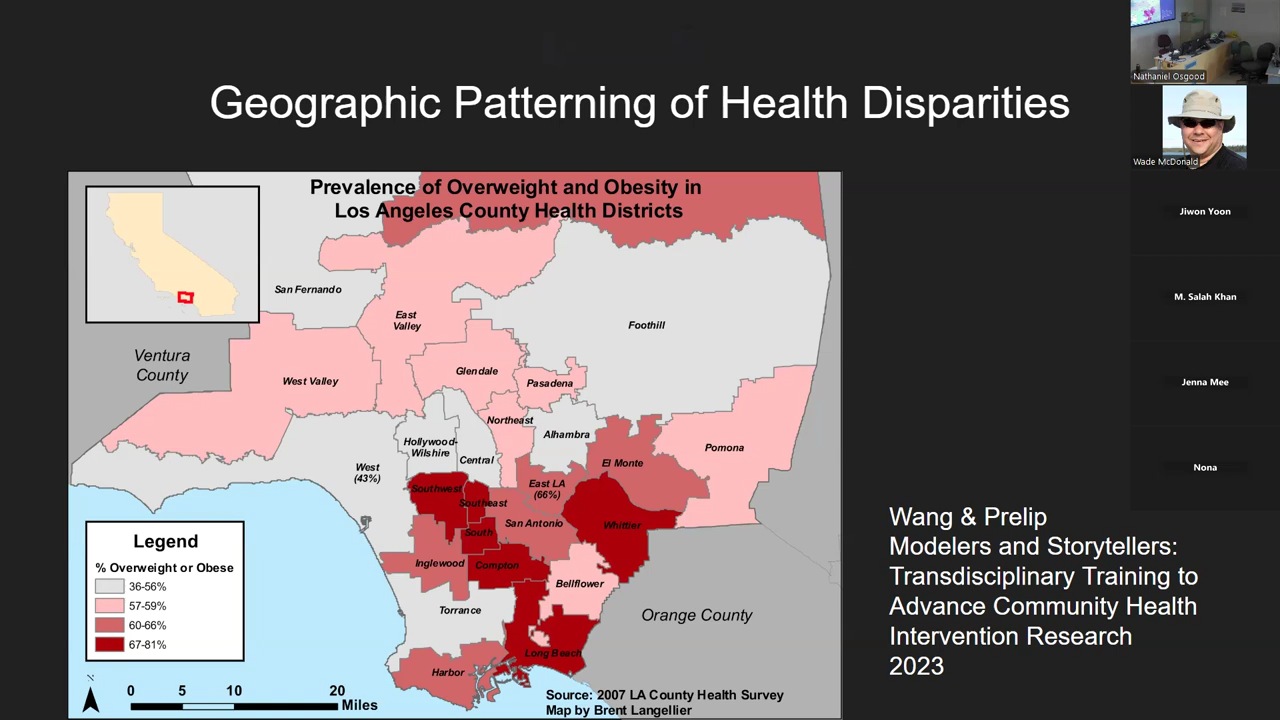 Geographic Patterning of Health Disparities
Prevalence of Overweight and Obesity in
Los Angeles County Health Districts
San Fernando
East
Valley
Foothill
Ventura
County
West Valley
Glendale
Pasadena
Northeast
Alhambra
Pomona
Hollywood-
Wilshire
Central
El Monte
West
(43%)
East LA
(66%)
Southwest
Southeast
San Antonio
Whittier
South
Inglewood
Compton
Bellflower
Torrance
Orange County
Long Beach
Harbor
Legend
% Overweight or Obese
36-56%
57-59%
60-66%
67-81%
N
0 5 10 20
Miles
Source: 2007 LA County Health Survey
Map by Brent Langellier
Wang & Prelip
Modelers and Storytellers:
Transdisciplinary Training to
Advance Community Health
Intervention Research
2023
Nathaniel Osgood
Wade McDonald
Jiwon Yoon
M. Salah Khan
Jenna Mee
Nona